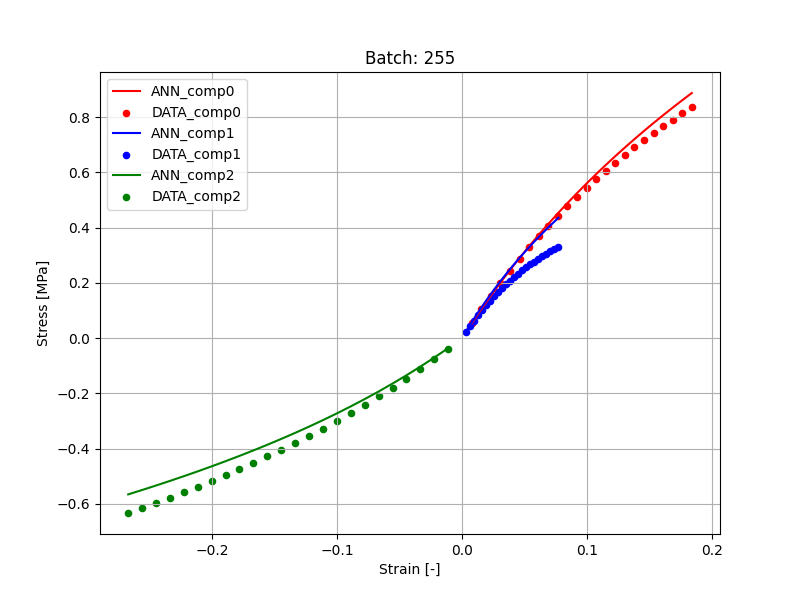 Batch: 255
ANN_comp0
DATA_comp0
ANN_comp1
DATA_comp1
ANN_comp2
DATA_comp2
Stress [MPa]
0.8
0.6
0.4
0.2
0.0
−0.2
−0.4
−0.6
−0.2 −0.1 0.0 0.1 0.2
Strain [-]